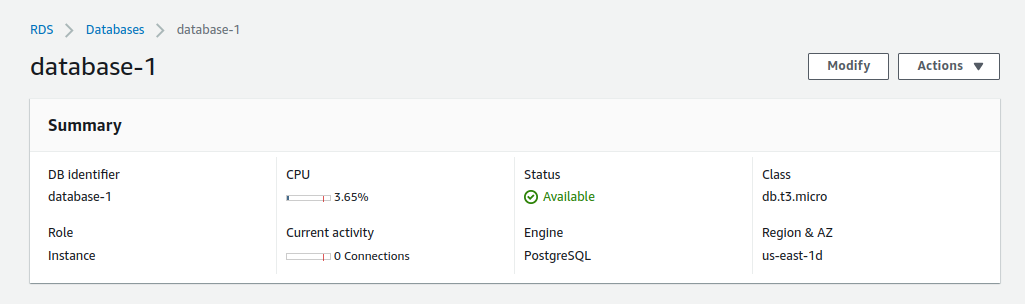 RDS Databases database-1
database-1
Modify Actions
Summary
DB identifier CPU Status Class
database-1 3.65% Available db.t3.micro
Role Current activity Engine Region & AZ
Instance 0 Connections PostgreSQL us-east-1d